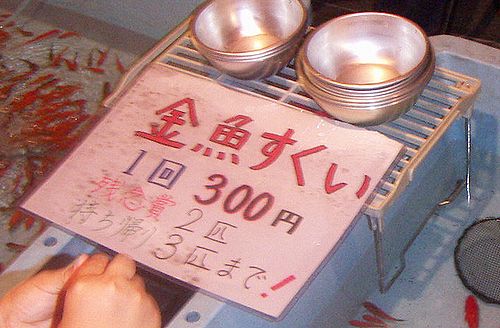 金魚すくい
1回 300円
残念賞 2匹
持ち帰り 3匹まで!